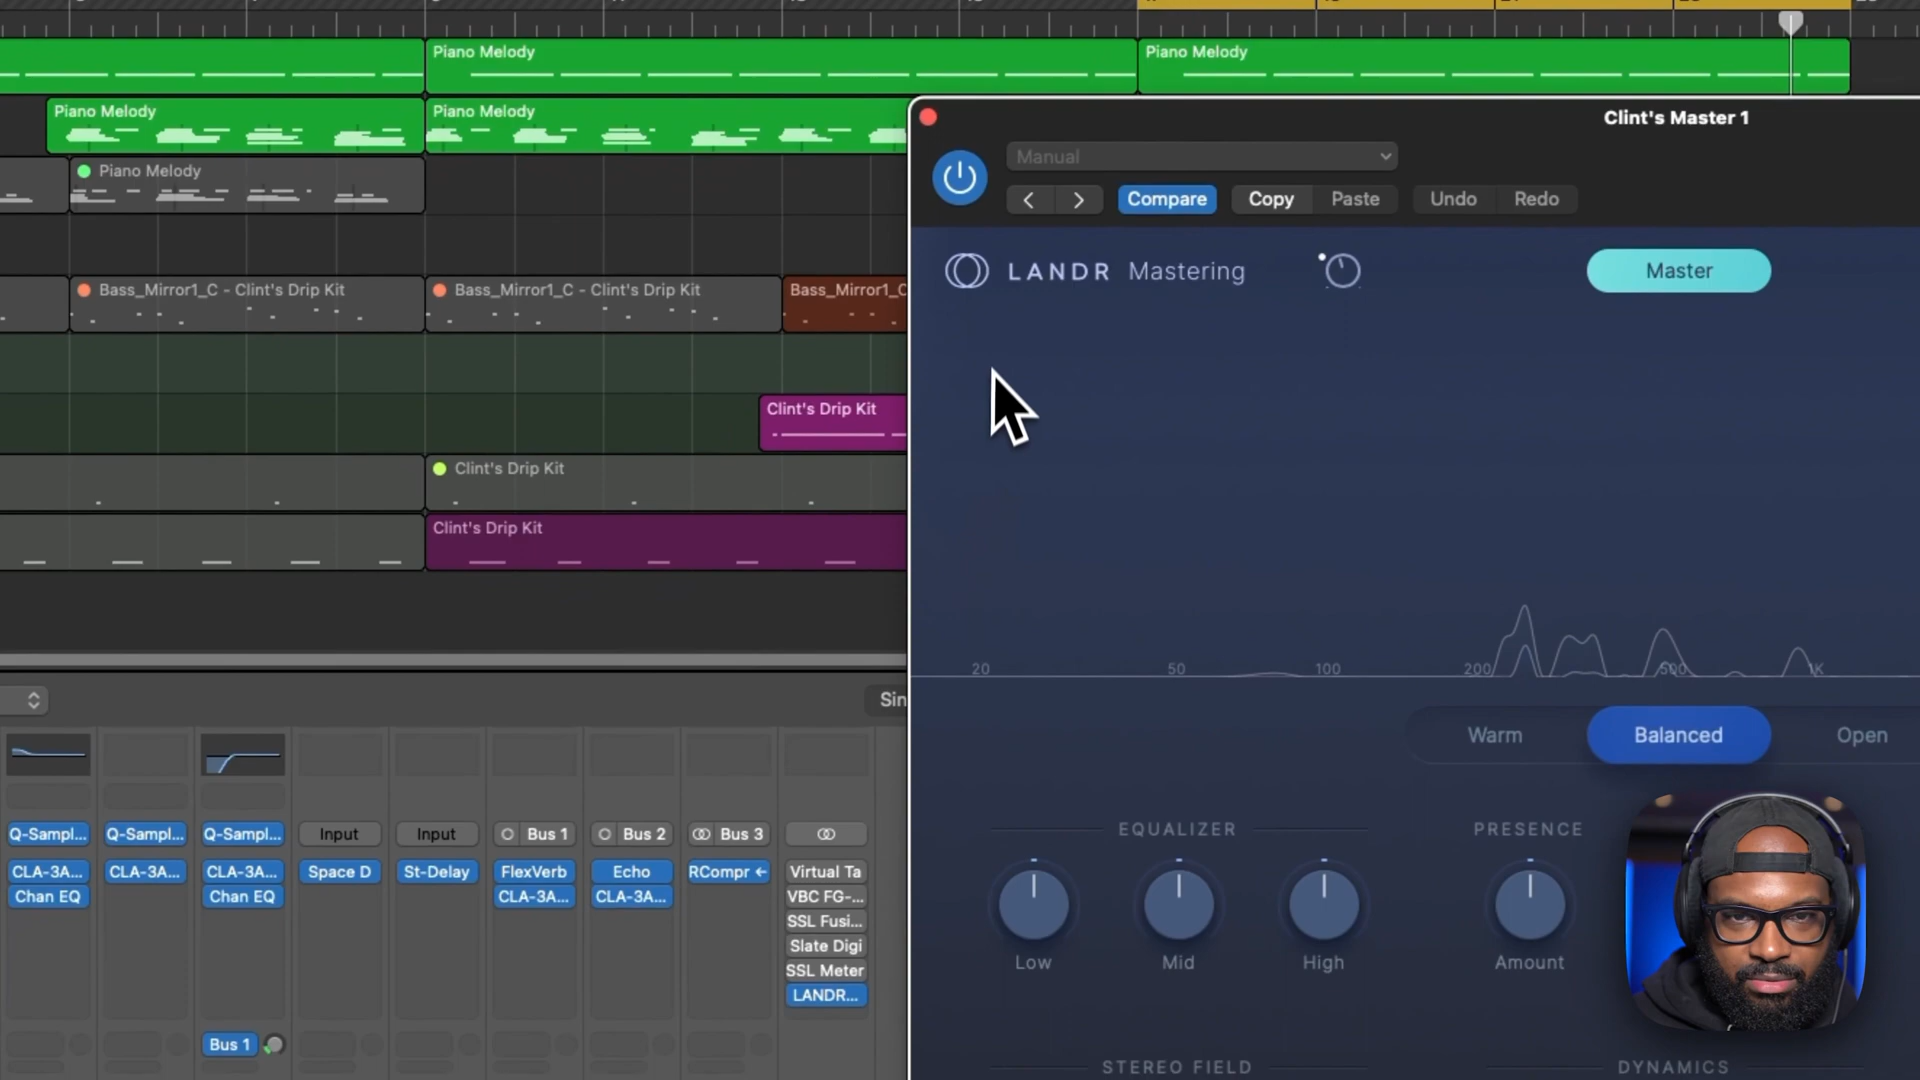 Piano Melody
Piano Melody
Piano Melody
Piano Melody
Clint's Master 1
Manual
Piano Melody
Compare
Copy
Paste
Undo
Redo
LANDR Mastering
Master
Bass_Mirror1_C - Clint's Drip Kit
Bass_Mirror1_C - Clint's Drip Kit
Bass_Mirror1_C
Clint's Drip Kit
Clint's Drip Kit
Clint's Drip Kit
20
50
100
200
500
1K
Sin
Warm
Balanced
Open
Q-Sampl...
Q-Sampl...
Q-Sampl...
Input
Input
Bus 1
Bus 2
Bus 3
EQUALIZER
PRESENCE
CLA-3A...
CLA-3A...
CLA-3A...
Space D
St-Delay
FlexVerb
Echo
RCompr
Virtual Ta
Chan EQ
Chan EQ
CLA-3A...
CLA-3A...
VBC FG-...
SSL Fusi...
Slate Digi
SSL Meter
LANDR...
Low
Mid
High
Amount
Bus 1
STEREO FIELD
DYNAMICS